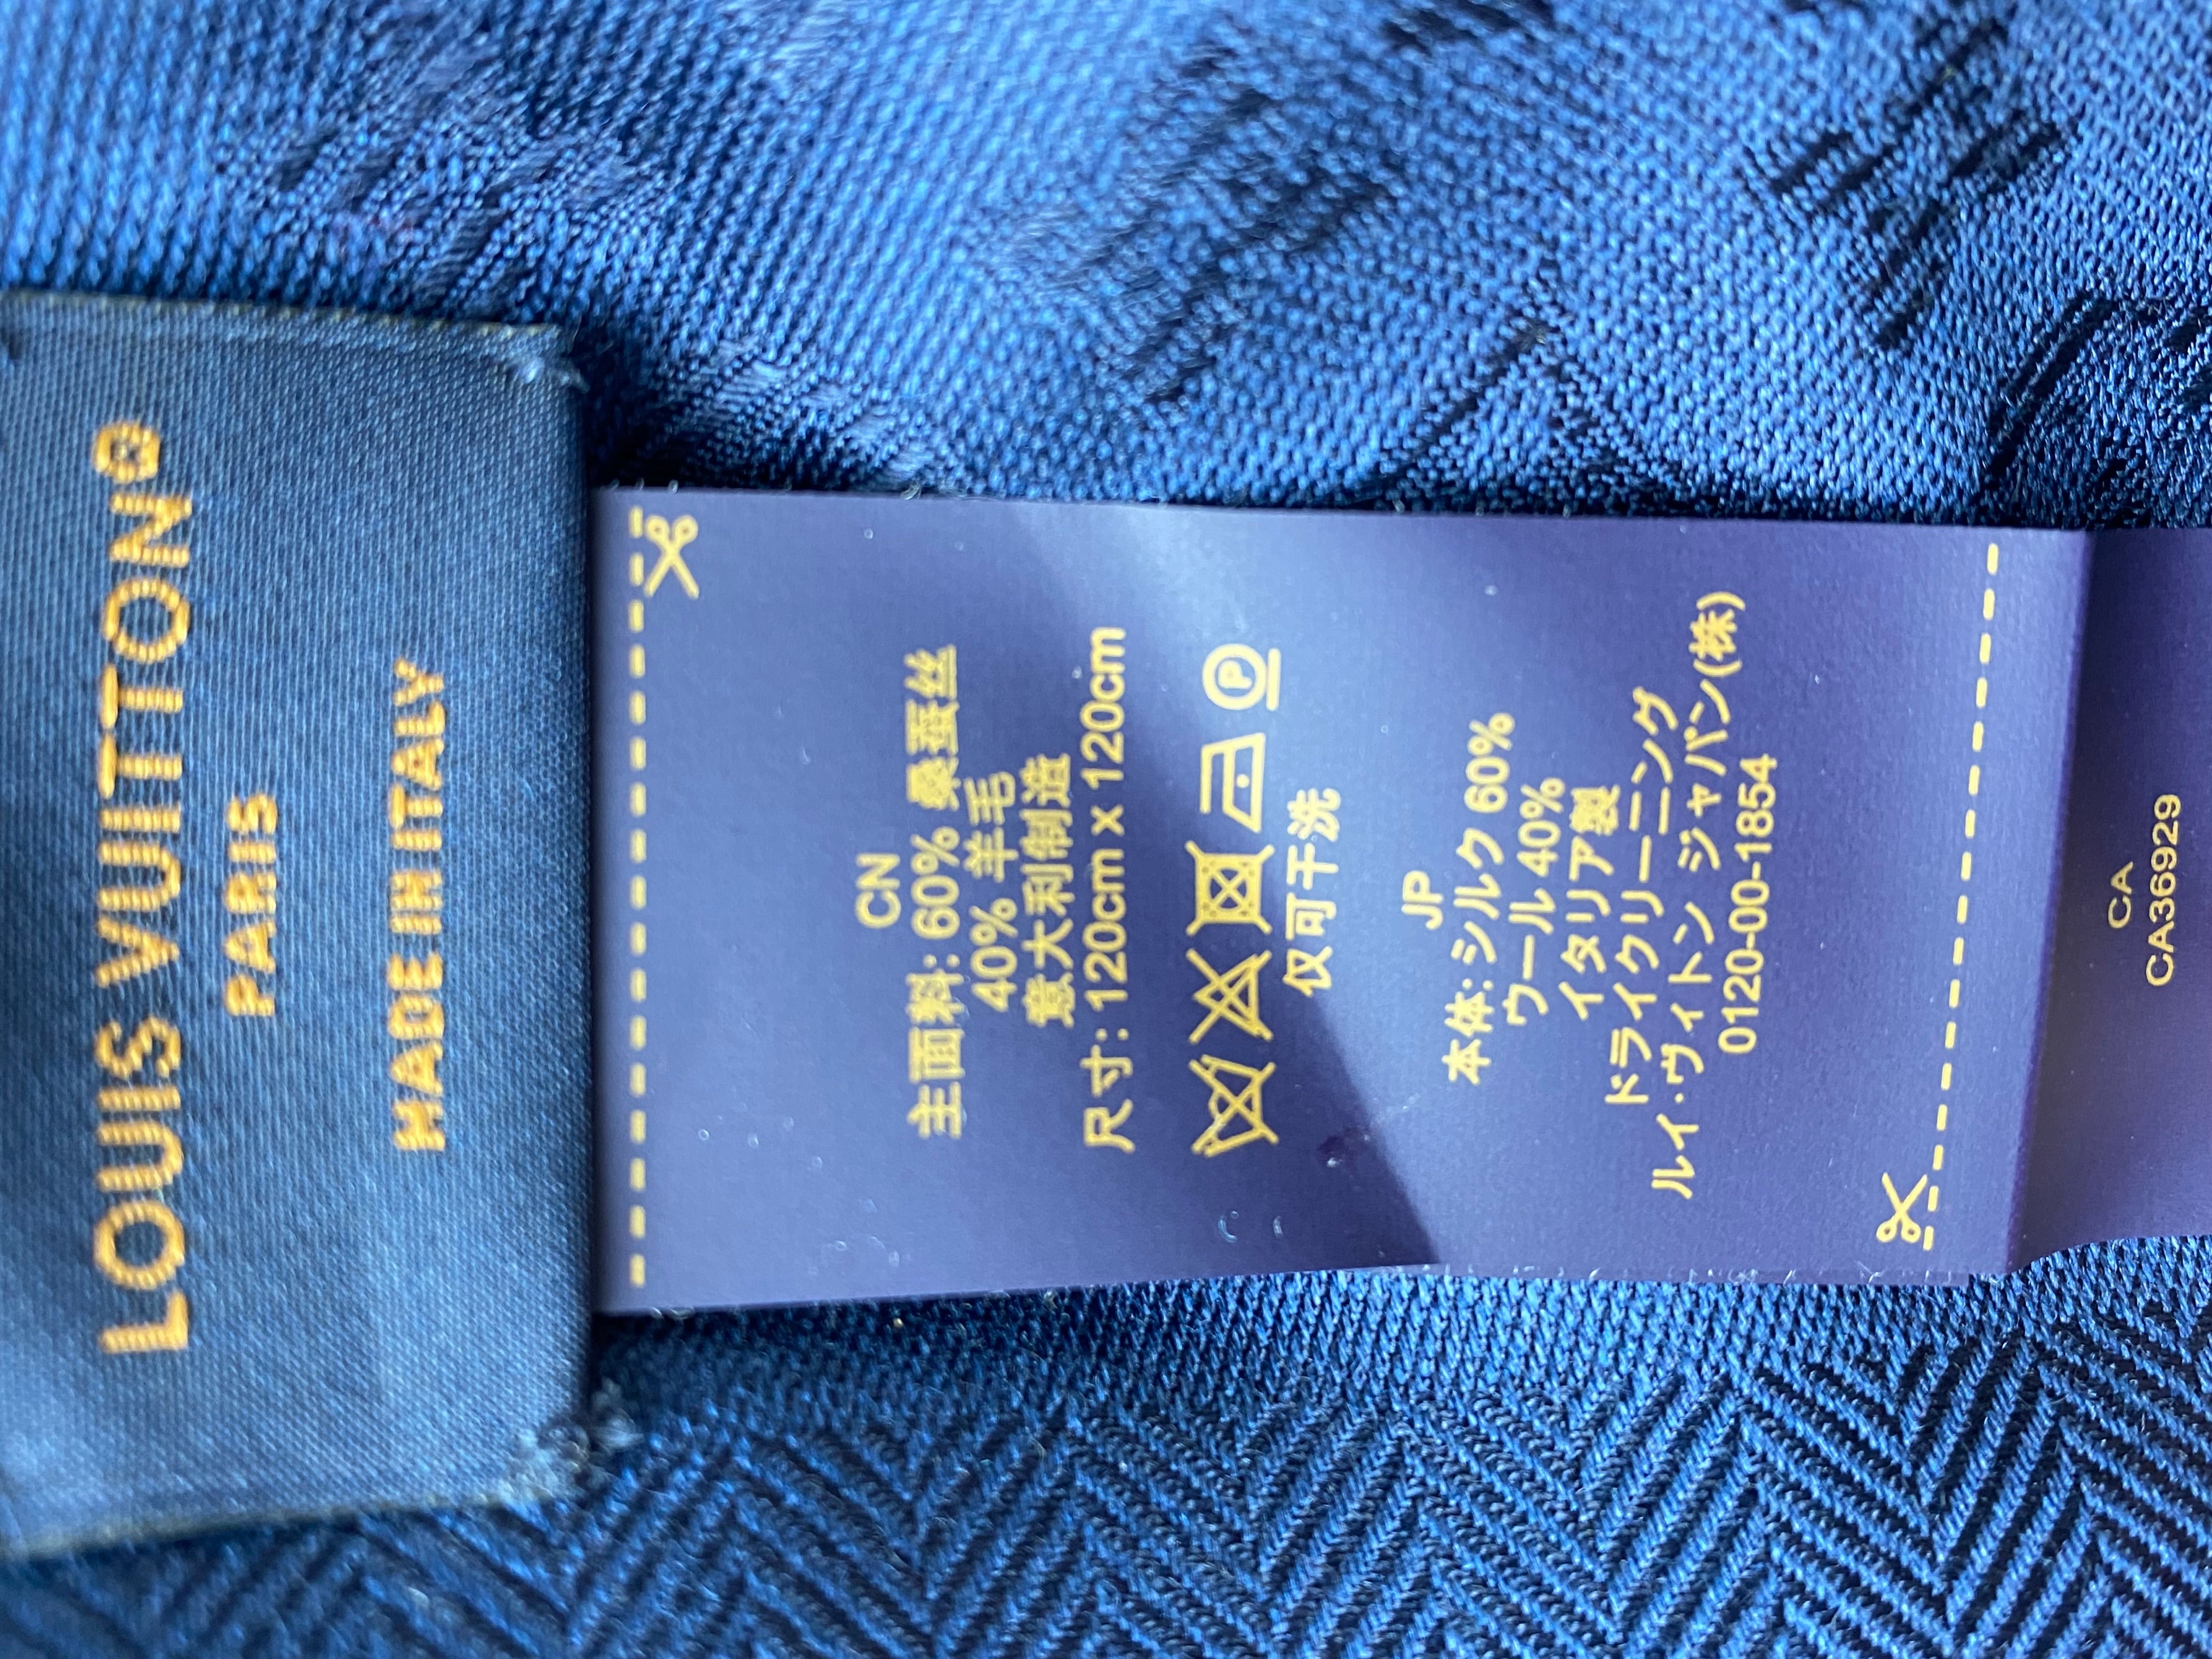 LOUIS VUITTON®
PARIS
MADE IN ITALY
CN
主面料: 60% 桑蚕丝
40% 羊毛
意大利制造
尺寸: 120cm x 120cm
P
仅可干洗
JP
本体: シルク 60%
ウール 40%
イタリア製
ドライクリーニング
ルイ·ヴィトン ジャパン(株)
0120-00-1854
CA
CA36929